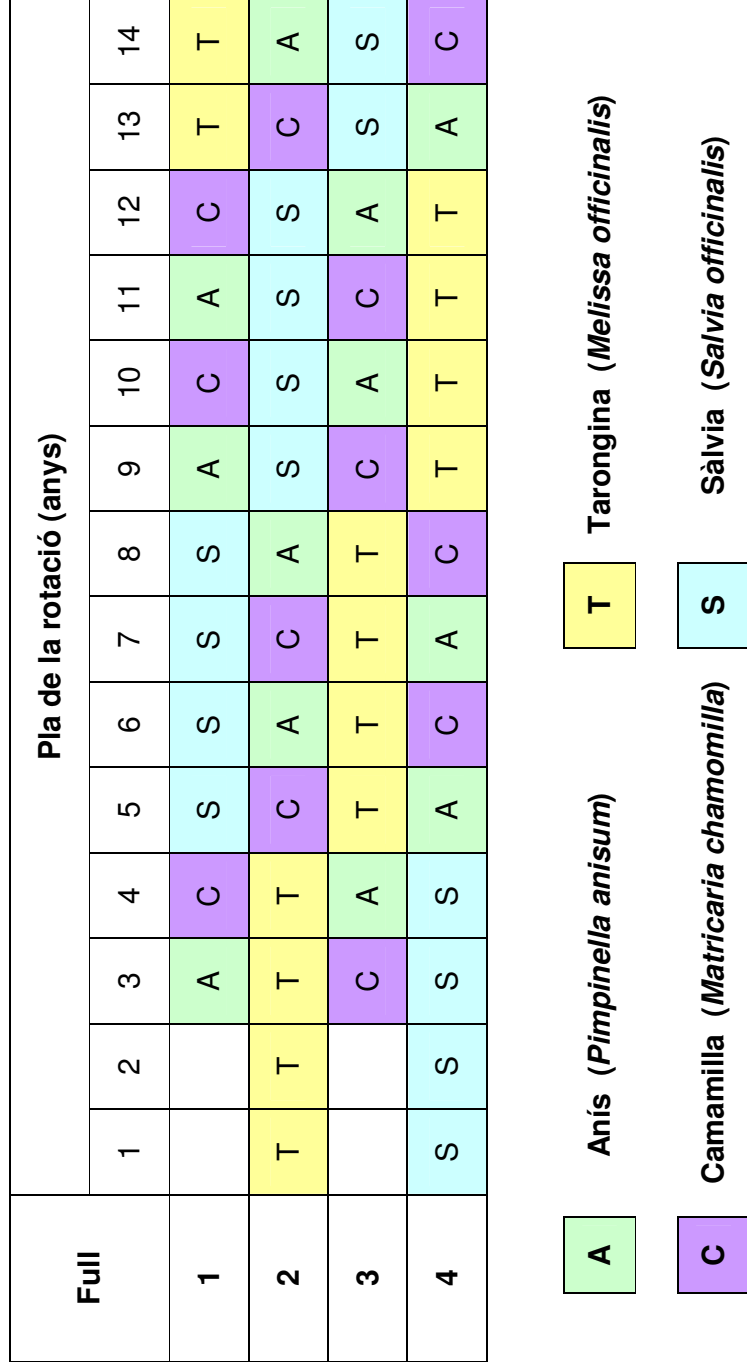 Full Pla de la rotació (anys)
1 2 3 4 5 6 7 8 9 10 11 12 13 14
1 A C S S S S A C A C T T
2 T T T T C A C A S S S S C A
3 C A T T T T C A C A S S
4 S S S S A C A C T T T T A C
A Anís (Pimpinella anisum) T Tarongina (Melissa officinalis)
C Camamilla (Matricaria chamomilla) S Sàlvia (Salvia officinalis)